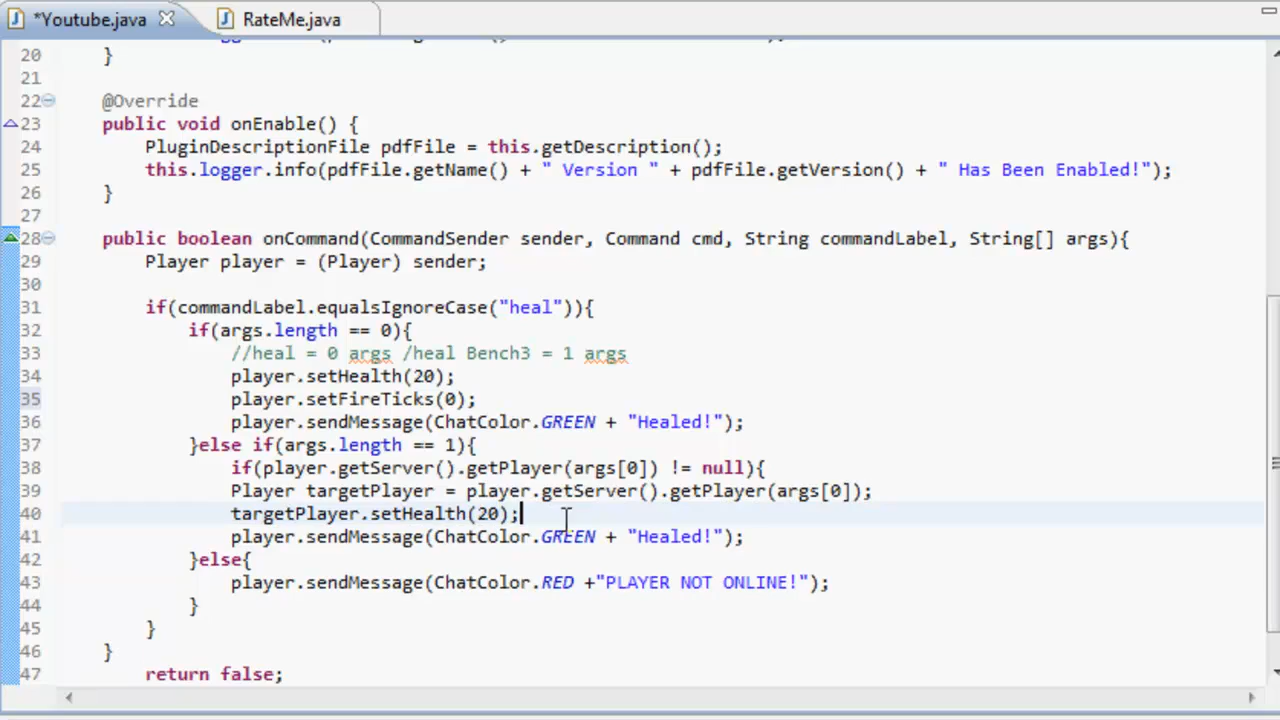 *Youtube.java
RateMe.java
20 }
21
22 @Override
23 public void onEnable() {
24 PluginDescriptionFile pdfFile = this.getDescription();
25 this.logger.info(pdfFile.getName() + " Version " + pdfFile.getVersion() + " Has Been Enabled!");
26 }
27
28 public boolean onCommand(CommandSender sender, Command cmd, String commandLabel, String[] args){
29 Player player = (Player) sender;
30
31 if(commandLabel.equalsIgnoreCase("heal")){
32 if(args.length == 0){
33 //heal = 0 args /heal Bench3 = 1 args
34 player.setHealth(20);
35 player.setFireTicks(0);
36 player.sendMessage(ChatColor.GREEN + "Healed!");
37 }else if(args.length == 1){
38 if(player.getServer().getPlayer(args[0]) != null){
39 Player targetPlayer = player.getServer().getPlayer(args[0]);
40 targetPlayer.setHealth(20);
41 player.sendMessage(ChatColor.GREEN + "Healed!");
42 }else{
43 player.sendMessage(ChatColor.RED +"PLAYER NOT ONLINE!");
44 }
45 }
46 }
47 return false;